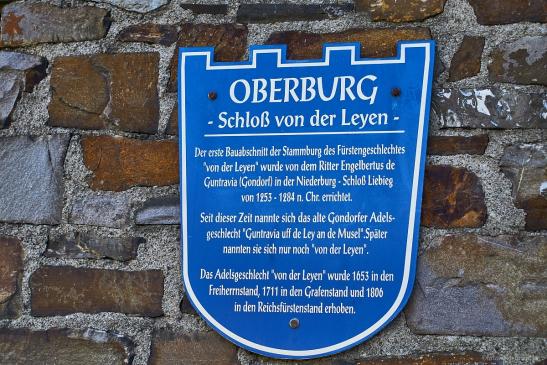 OBERBURG
- Schloß von der Leyen -
Der erste Bauabschnitt der Stammburg des Fürstengeschlechtes
"von der Leyen" wurde von dem Ritter Engelbertus de
Guntravia (Gondorf) in der Niederburg - Schloß Liebieg
von 1253 - 1284 n. Chr. errichtet.
Seit dieser Zeit nannte sich das alte Gondorfer Adels-
geschlecht "Guntravia uff de Ley an de Musel".Später
nannten sie sich nur noch "von der Leyen".
Das Adelsgeschlecht "von der Leyen" wurde 1653 in den
Freiherrnstand, 1711 in den Grafenstand und 1806
in den Reichsfürstenstand erhoben.